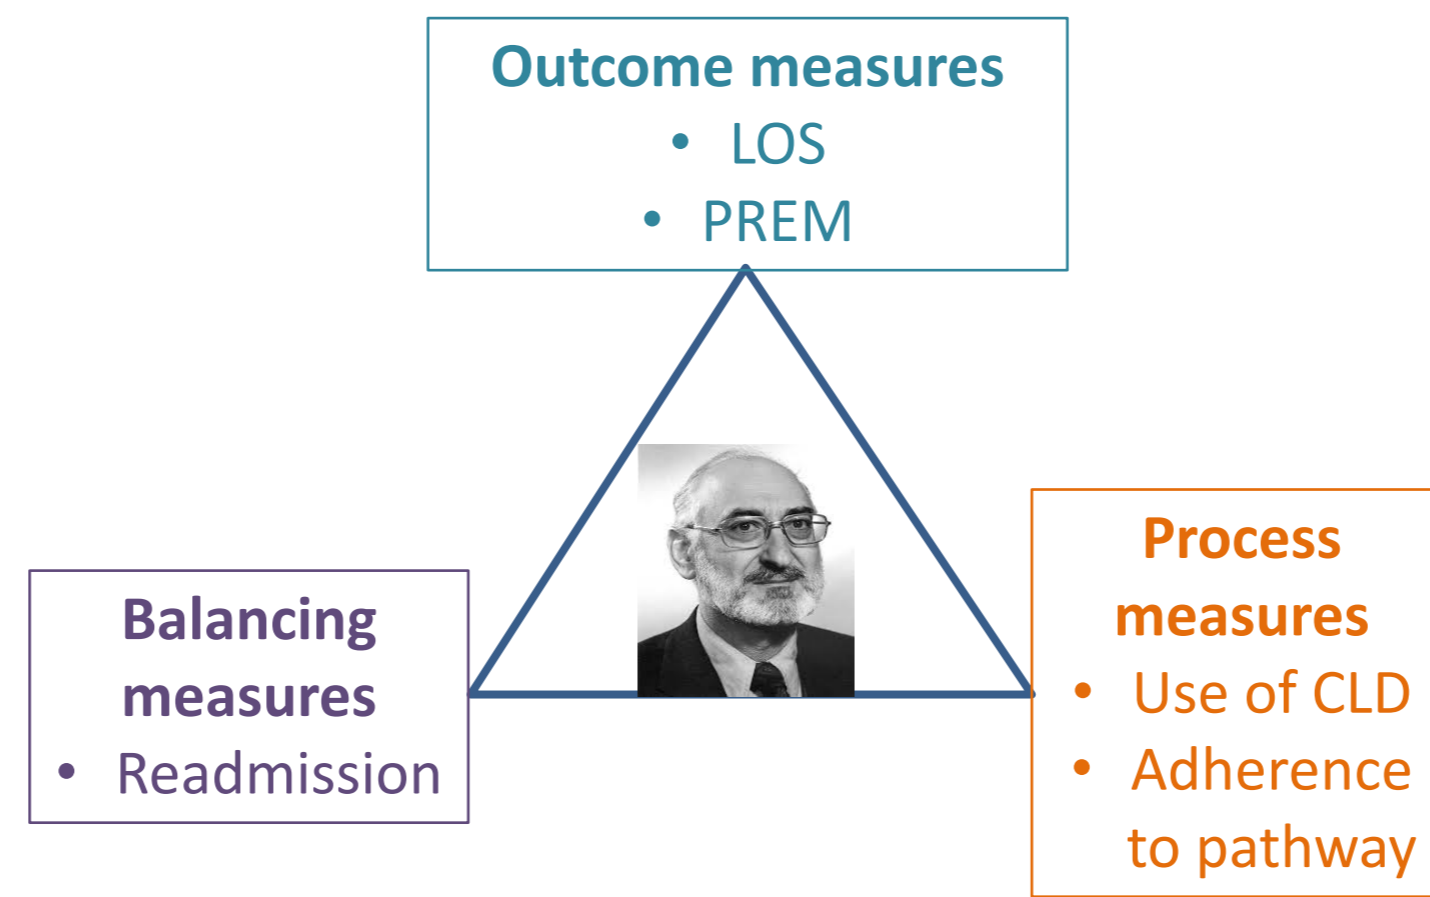 Outcome measures
• LOS
• PREM
Balancing
measures
• Readmission
Process
measures
• Use of CLD
• Adherence
to pathway